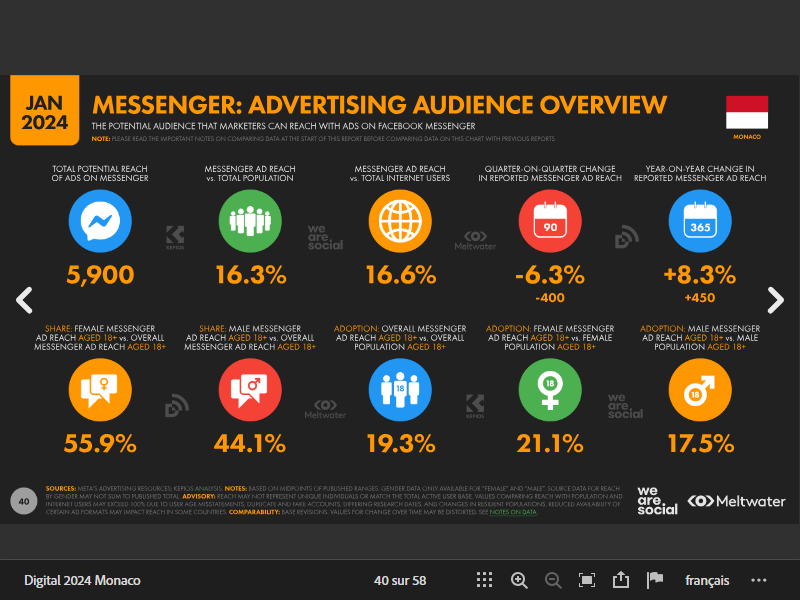 JAN
2024
MESSENGER: ADVERTISING AUDIENCE OVERVIEW
THE POTENTIAL AUDIENCE THAT MARKETERS CAN REACH WITH ADS ON FACEBOOK MESSENGER
NOTE: PLEASE READ THE IMPORTANT NOTES ON COMPARING DATA AT THE START OF THIS REPORT BEFORE COMPARING DATA ON THIS CHART WITH PREVIOUS REPORTS
MONACO
TOTAL POTENTIAL REACH
OF ADS ON MESSENGER
5,900
MESSENGER AD REACH
vs. TOTAL POPULATION
16.3%
MESSENGER AD REACH
vs. TOTAL INTERNET USERS
16.6%
QUARTER-ON-QUARTER CHANGE
IN REPORTED MESSENGER AD REACH
90
-6.3%
-400
YEAR-ON-YEAR CHANGE IN
REPORTED MESSENGER AD REACH
365
+8.3%
+450
KEPIOS
we
are.
social
Meltwater
SHARE: FEMALE MESSENGER
AD REACH AGED 18+ vs. OVERALL
MESSENGER AD REACH AGED 18+
55.9%
SHARE: MALE MESSENGER
AD REACH AGED 18+ vs. OVERALL
MESSENGER AD REACH AGED 18+
44.1%
ADOPTION: OVERALL MESSENGER
AD REACH AGED 18+ vs. OVERALL
POPULATION AGED 18+
18
19.3%
ADOPTION: FEMALE MESSENGER
AD REACH AGED 18+ vs. FEMALE
POPULATION AGED 18+
18
21.1%
ADOPTION: MALE MESSENGER
AD REACH AGED 18+ vs. MALE
POPULATION AGED 18+
18
17.5%
Meltwater
KEPIOS
we
are.
social
40
SOURCES: META'S ADVERTISING RESOURCES; KEPIOS ANALYSIS. NOTES: BASED ON MIDPOINTS OF PUBLISHED RANGES. GENDER DATA ONLY AVAILABLE FOR "FEMALE" AND "MALE". SOURCE DATA FOR REACH
BY GENDER MAY NOT SUM TO PUBLISHED TOTAL. ADVISORY: REACH MAY NOT REPRESENT UNIQUE INDIVIDUALS OR MATCH THE TOTAL ACTIVE USER BASE. VALUES COMPARING REACH WITH POPULATION AND
INTERNET USERS MAY EXCEED 100% DUE TO USER AGE MISSTATEMENTS, DUPLICATE AND FAKE ACCOUNTS, DIFFERING RESEARCH DATES, AND CHANGES IN RESIDENT POPULATIONS. REDUCED AVAILABILITY OF
CERTAIN AD FORMATS MAY IMPACT REACH IN SOME COUNTRIES. COMPARABILITY: BASE REVISIONS. VALUES FOR CHANGE OVER TIME MAY BE DISTORTED. SEE NOTES ON DATA.
we
are.
social
Meltwater
Digital 2024 Monaco
40 sur 58
français